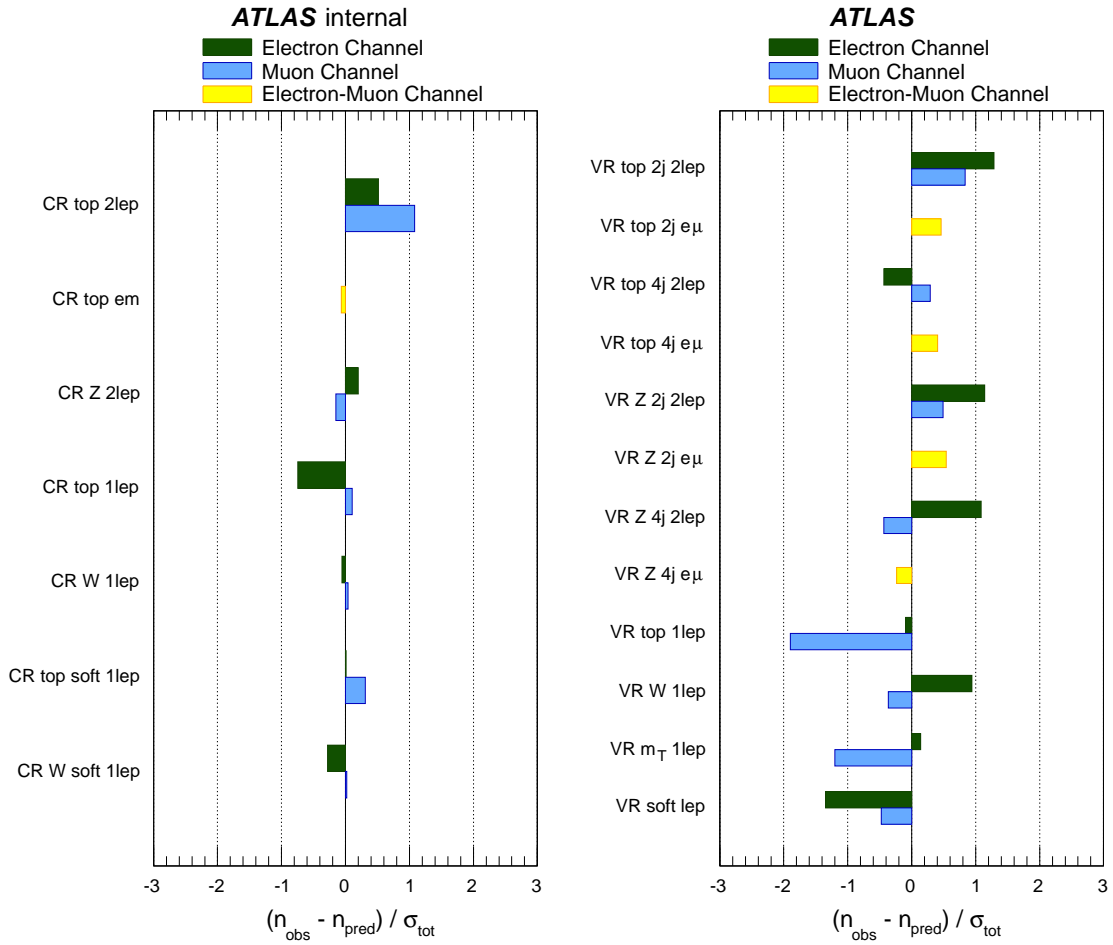 ATLAS internal
Electron Channel
Muon Channel
Electron-Muon Channel
CR top 2lep
CR top em
CR Z 2lep
CR top 1lep
CR W 1lep
CR top soft 1lep
CR W soft 1lep
-3 -2 -1 0 1 2 3
(n_obs - n_pred) / σ_tot
ATLAS
Electron Channel
Muon Channel
Electron-Muon Channel
VR top 2j 2lep
VR top 2j eμ
VR top 4j 2lep
VR top 4j eμ
VR Z 2j 2lep
VR Z 2j eμ
VR Z 4j 2lep
VR Z 4j eμ
VR top 1lep
VR W 1lep
VR m_T 1lep
VR soft lep
-3 -2 -1 0 1 2 3
(n_obs - n_pred) / σ_tot